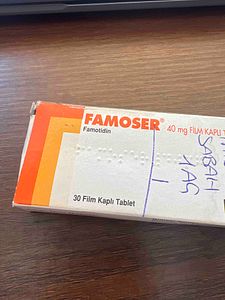 FAMOSER®
Famotidin
40 mg FİLM KAPLI
30 Film Kaplı Tablet
SABAH
1 AÇ
1